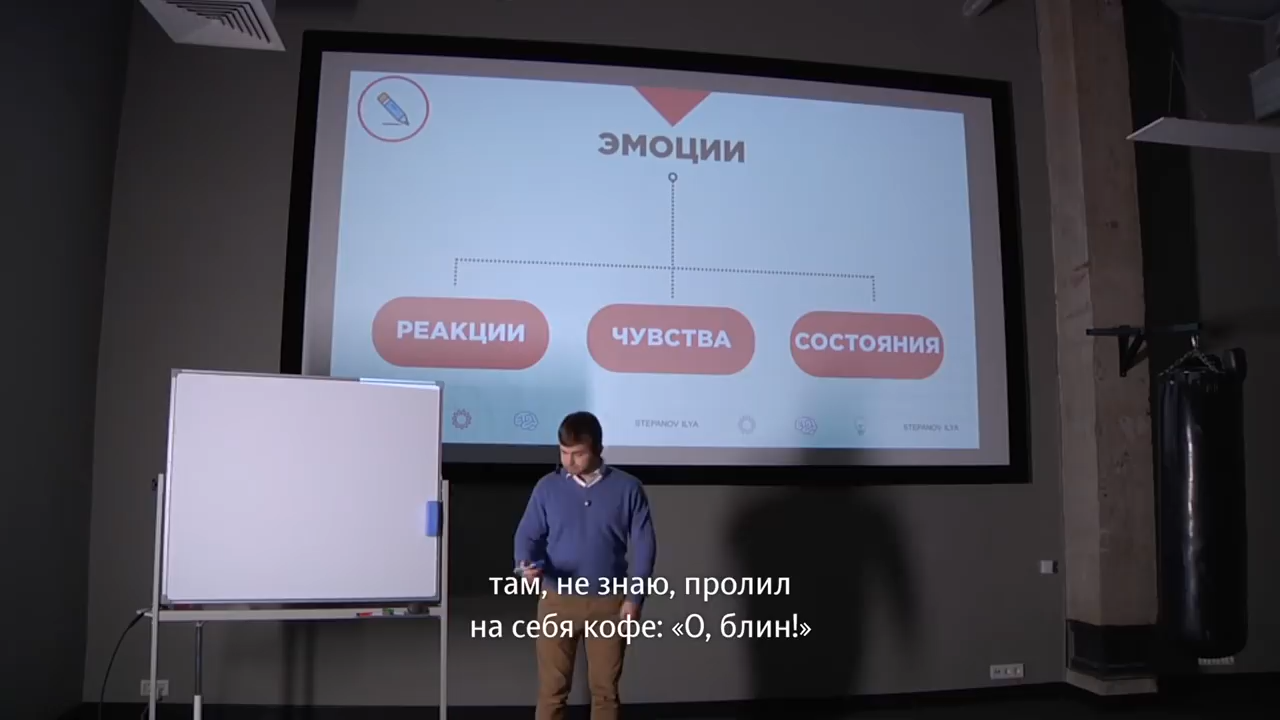 ЭМОЦИИ
РЕАКЦИИ
ЧУВСТВА
СОСТОЯНИЯ
STEPANOV ILYA
STEPANOV ILYA
там, не знаю, пролил
на себя кофе: «О, блин!»